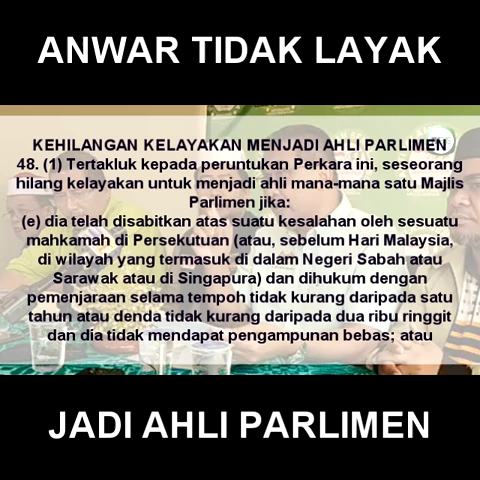 ANWAR TIDAK LAYAK
KEHILANGAN KELAYAKAN MENJADI AHLI PARLIMEN
48. (1) Tertakluk kepada peruntukan Perkara ini, seseorang
hilang kelayakan untuk menjadi ahli mana-mana satu Majlis
Parlimen jika:
(e) dia telah disabitkan atas suatu kesalahan oleh sesuatu
mahkamah di Persekutuan (atau, sebelum Hari Malaysia,
di wilayah yang termasuk di dalam Negeri Sabah atau
Sarawak atau di Singapura) dan dihukum dengan
pemenjaraan selama tempoh tidak kurang daripada satu
tahun atau denda tidak kurang daripada dua ribu ringgit
dan dia tidak mendapat pengampunan bebas; atau
JADI AHLI PARLIMEN